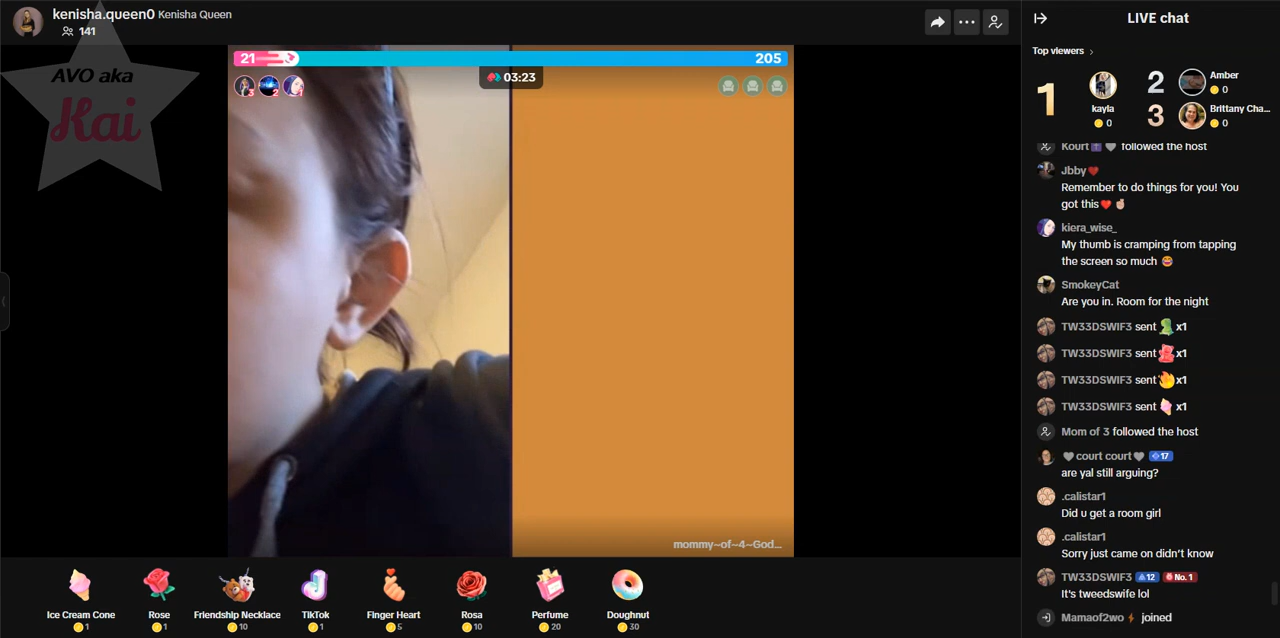 kenisha.queen0 Kenisha Queen
141
AVO aka
Kai
21
205
03:23
3
2
1
mommy~of~4~God...
Ice Cream Cone
1
Rose
1
Friendship Necklace
10
TikTok
1
Finger Heart
5
Rosa
10
Perfume
20
Doughnut
30
LIVE chat
Top viewers
1
kayla
0
2
Amber
0
3
Brittany Cha...
0
Kourt followed the host
Jbby
Remember to do things for you! You
got this
kiera_wise_
My thumb is cramping from tapping
the screen so much
SmokeyCat
Are you in. Room for the night
TW33DSWIF3 sent x1
TW33DSWIF3 sent x1
TW33DSWIF3 sent x1
TW33DSWIF3 sent x1
Mom of 3 followed the host
court court 17
are yal still arguing?
.calistar1
Did u get a room girl
.calistar1
Sorry just came on didn't know
TW33DSWIF3 12 No. 1
It's tweedswife lol
Mamaof2wo joined